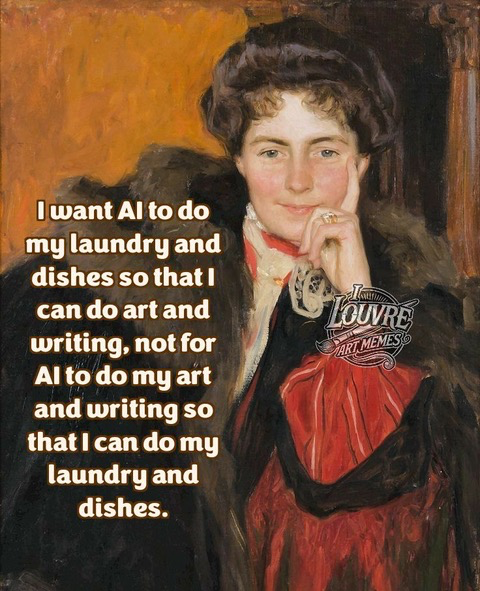 I want AI to do
my laundry and
dishes so that I
can do art and
writing, not for
AI to do my art
and writing so
that I can do my
laundry and
dishes.
I
LOUVRE
ART MEMES